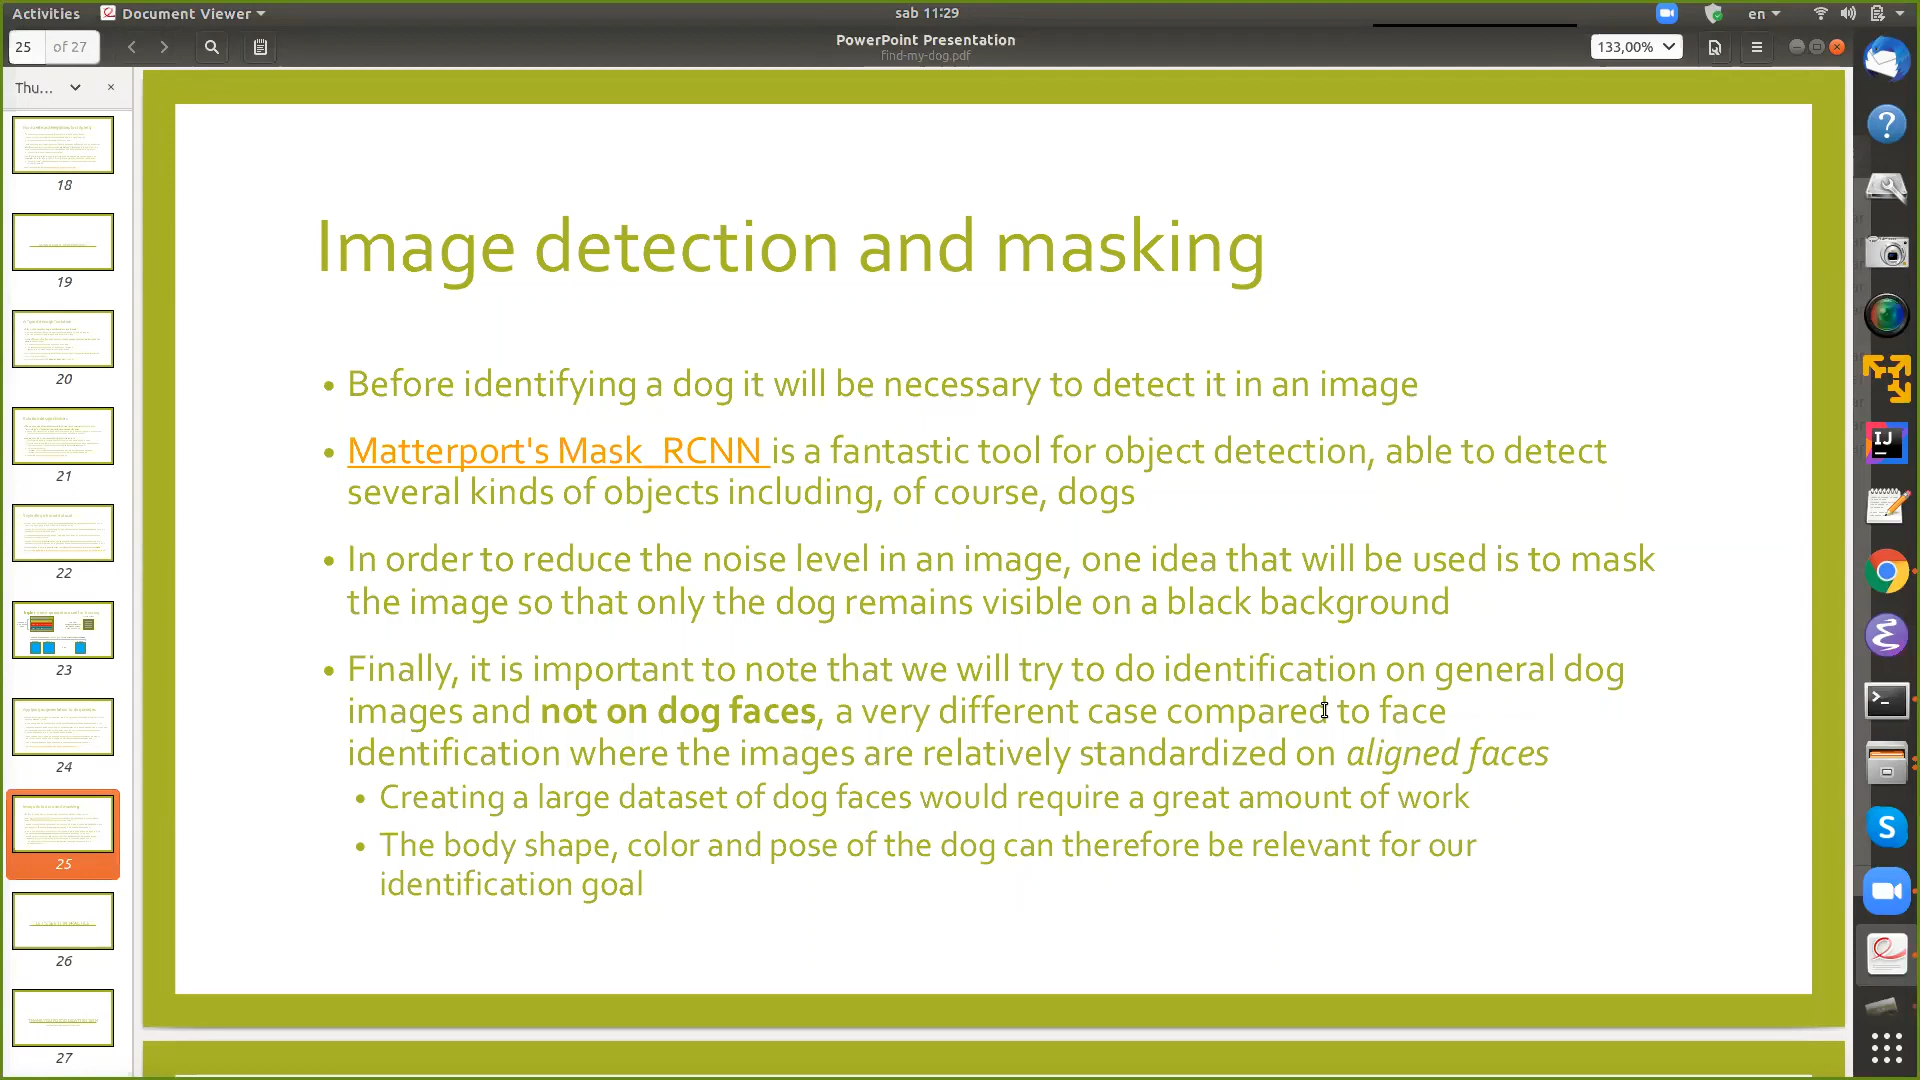 Activities Document Viewer sab 11:29 en
25 of 27 PowerPoint Presentation 133,00%
find-my-dog.pdf
Thu...
18
19
20
21
22
23
24
25
26
27
Image detection and masking
• Before identifying a dog it will be necessary to detect it in an image
• Matterport's Mask_RCNN is a fantastic tool for object detection, able to detect
several kinds of objects including, of course, dogs
• In order to reduce the noise level in an image, one idea that will be used is to mask
the image so that only the dog remains visible on a black background
• Finally, it is important to note that we will try to do identification on general dog
images and not on dog faces, a very different case compared to face
identification where the images are relatively standardized on aligned faces
• Creating a large dataset of dog faces would require a great amount of work
• The body shape, color and pose of the dog can therefore be relevant for our
identification goal
IJ
S